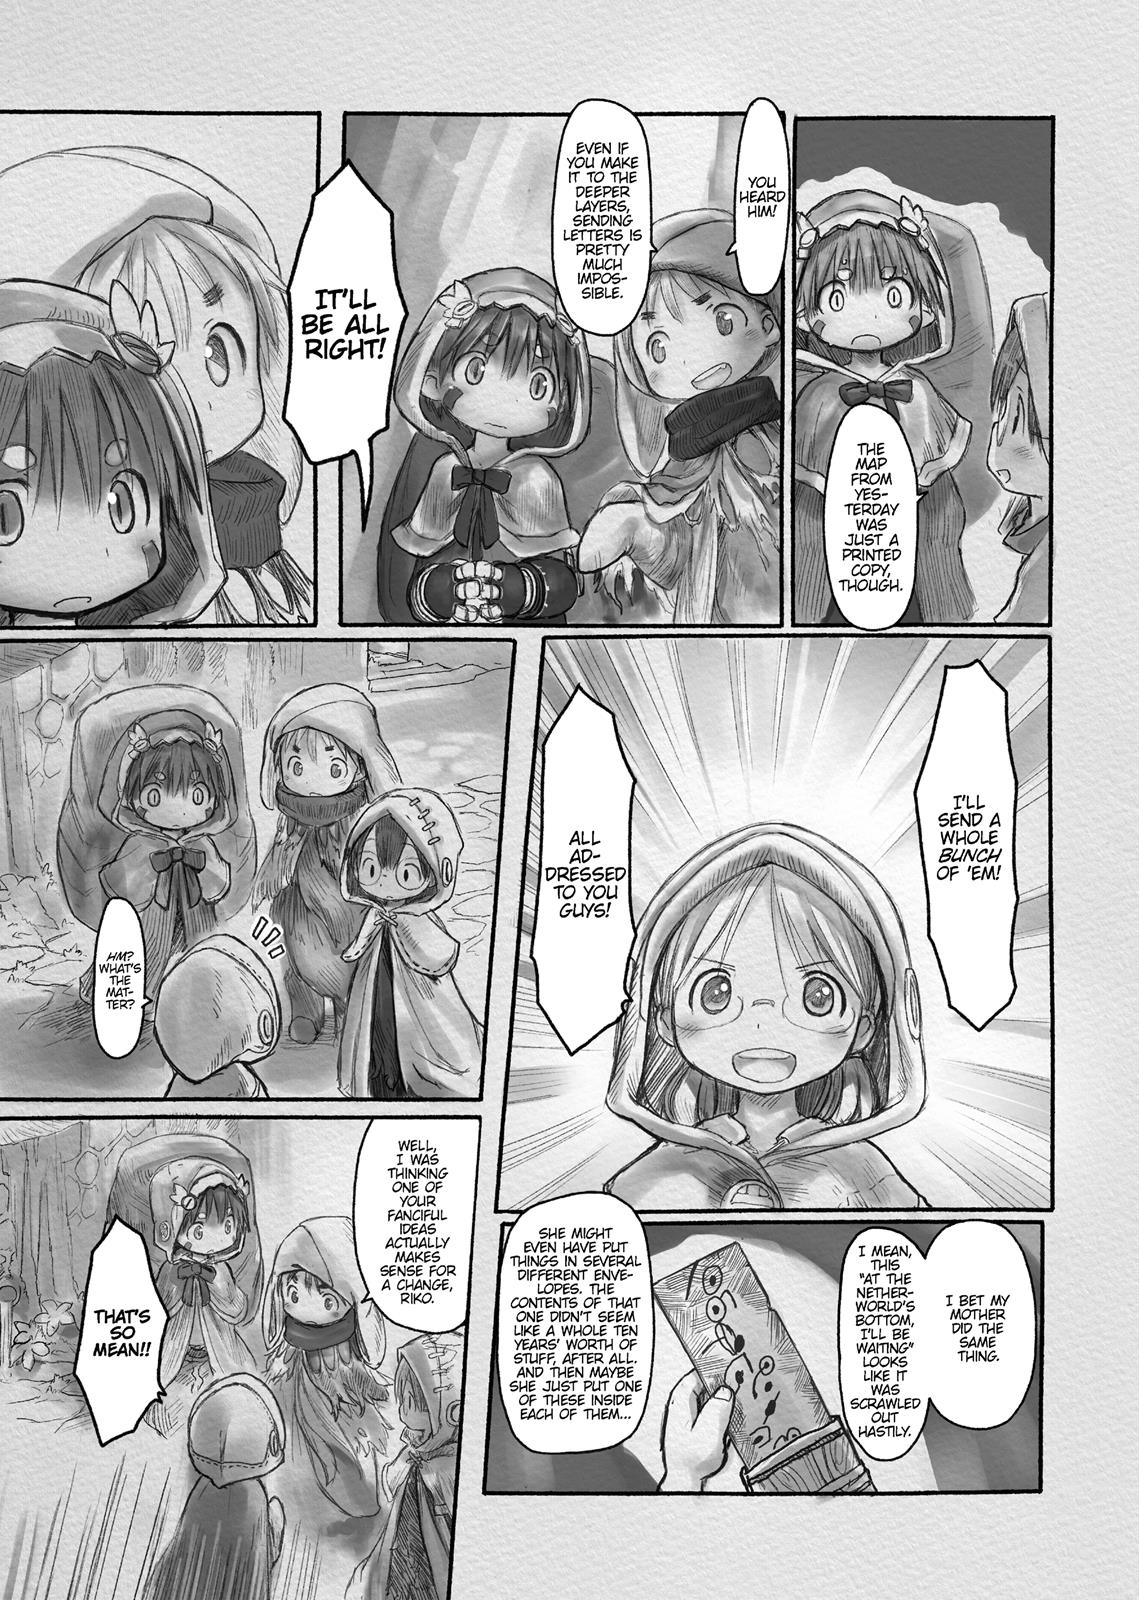 THE
MAP
FROM
YES-
TERDAY WAS
JUST A
PRINTED
COPY,
THOUGH.
YOU
HEARD
HIM!
EVEN IF
YOU MAKE
IT TO THE
DEEPER
LAYERS,
SENDING
LETTERS IS
PRETTY
MUCH
IMPOS-
SIBLE.
IT'LL
BE ALL
RIGHT!
I'LL
SEND A
WHOLE
BUNCH
OF 'EM!
ALL
AD-
DRESSED
TO YOU
GUYS!
HM?
WHAT'S
THE
MAT-
TER?
I BET MY
MOTHER
DID THE
SAME
THING.
I MEAN,
THIS
"AT THE
NETHER-
WORLD'S
BOTTOM,
I'LL BE
WAITING"
LOOKS
LIKE IT
WAS
SCRAWLED
OUT
HASTILY.
SHE MIGHT
EVEN HAVE PUT
THINGS IN SEVERAL
DIFFERENT ENVE-
LOPES. THE
CONTENTS OF THAT
ONE DIDN'T SEEM
LIKE A WHOLE TEN
YEARS' WORTH OF
STUFF, AFTER ALL.
AND THEN MAYBE
SHE JUST PUT ONE
OF THESE INSIDE
EACH OF THEM...
WELL,
I WAS
THINKING
ONE OF
YOUR
FANCIFUL
IDEAS
ACTUALLY
MAKES
SENSE FOR
A CHANGE,
RIKO.
THAT'S
SO
MEAN!!